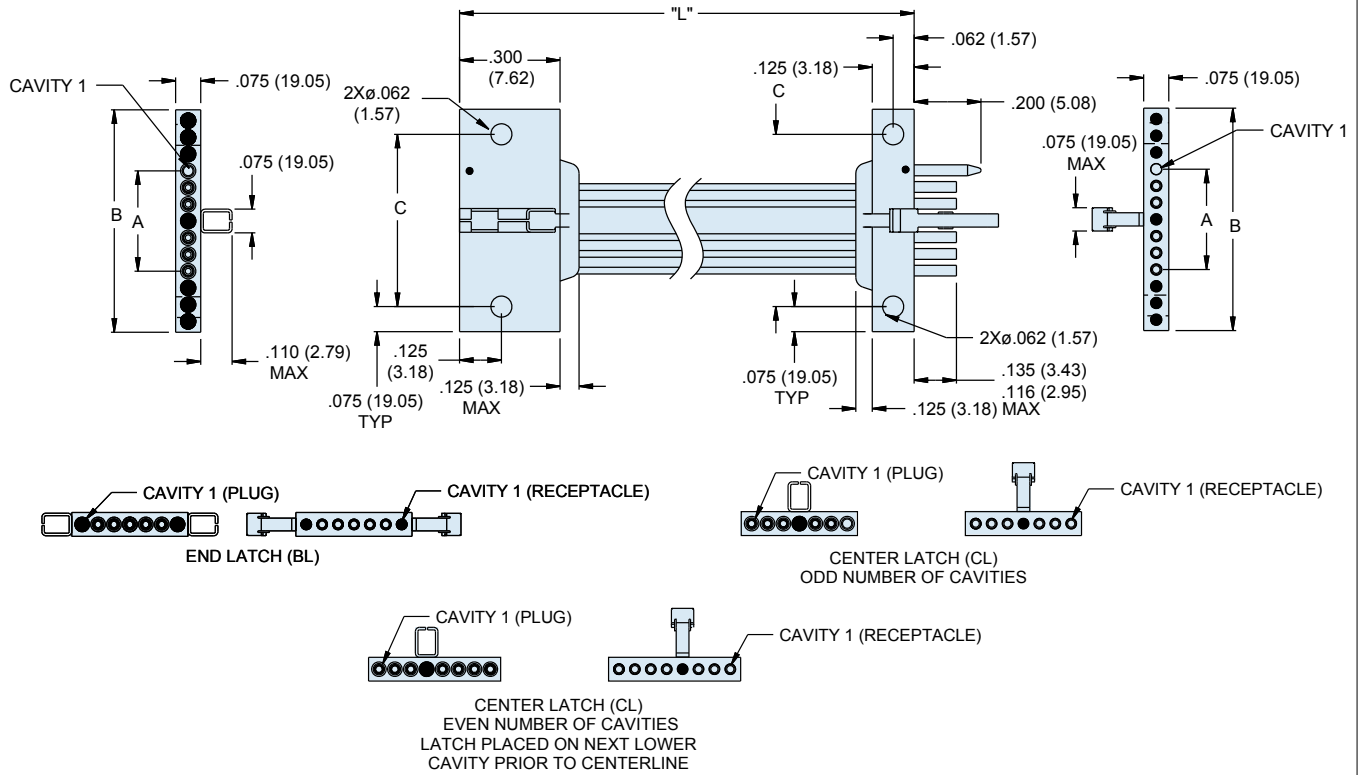 "L"
.062 (1.57)
.300
(7.62)
.125 (3.18)
C
.200 (5.08)
CAVITY 1
.075 (19.05)
2Xø.062
(1.57)
.075 (19.05)
CAVITY 1
.075 (19.05)
.075 (19.05)
MAX
B
A
C
A
B
.110 (2.79)
MAX
.125
(3.18)
.075 (19.05)
TYP
.125 (3.18)
MAX
2Xø.062 (1.57)
.075 (19.05)
TYP
.135 (3.43)
.116 (2.95)
.125 (3.18) MAX
CAVITY 1 (PLUG)
CAVITY 1 (RECEPTACLE)
END LATCH (BL)
CAVITY 1 (PLUG)
CAVITY 1 (RECEPTACLE)
CENTER LATCH (CL)
ODD NUMBER OF CAVITIES
CAVITY 1 (PLUG)
CAVITY 1 (RECEPTACLE)
CENTER LATCH (CL)
EVEN NUMBER OF CAVITIES
LATCH PLACED ON NEXT LOWER
CAVITY PRIOR TO CENTERLINE